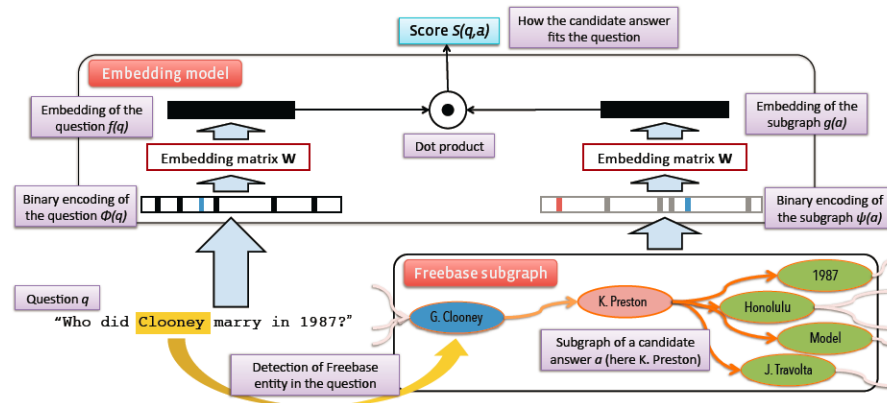 Score S(q,a)
How the candidate answer
fits the question
Embedding model
Embedding of the
question f(q)
Embedding of the
subgraph g(a)
Dot product
Embedding matrix W
Embedding matrix W
Binary encoding of
the question Φ(q)
Binary encoding of
the subgraph ψ(a)
Freebase subgraph
1987
Question q
K. Preston
Honolulu
G. Clooney
“Who did Clooney marry in 1987?”
Model
Subgraph of a candidate
answer a (here K. Preston)
Detection of Freebase
entity in the question
J. Travolta